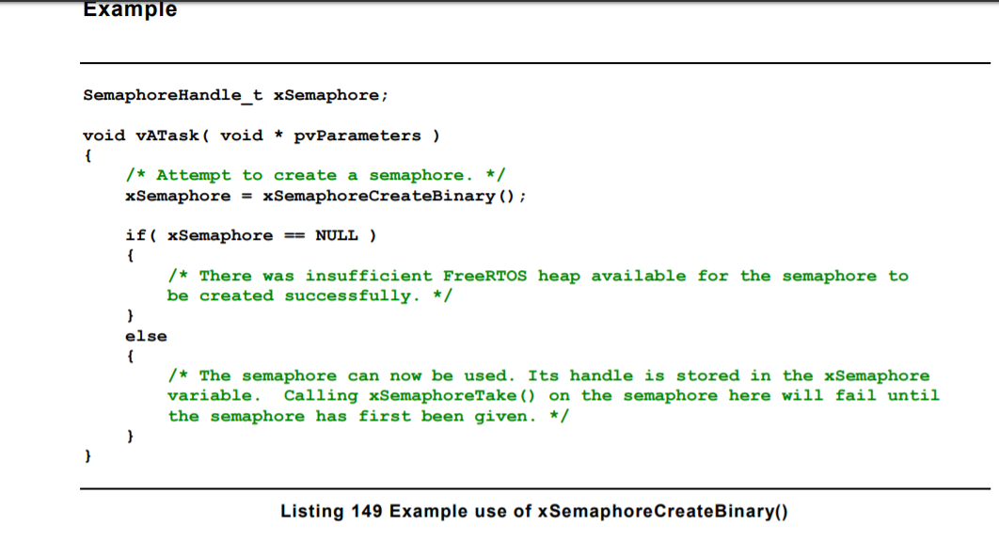 Example
SemaphoreHandle_t xSemaphore;
void vATask( void * pvParameters )
{
/* Attempt to create a semaphore. */
xSemaphore = xSemaphoreCreateBinary();
if( xSemaphore == NULL )
{
/* There was insufficient FreeRTOS heap available for the semaphore to
be created successfully. */
}
else
{
/* The semaphore can now be used. Its handle is stored in the xSemaphore
variable.  Calling xSemaphoreTake() on the semaphore here will fail until
the semaphore has first been given. */
}
}
Listing 149 Example use of xSemaphoreCreateBinary()